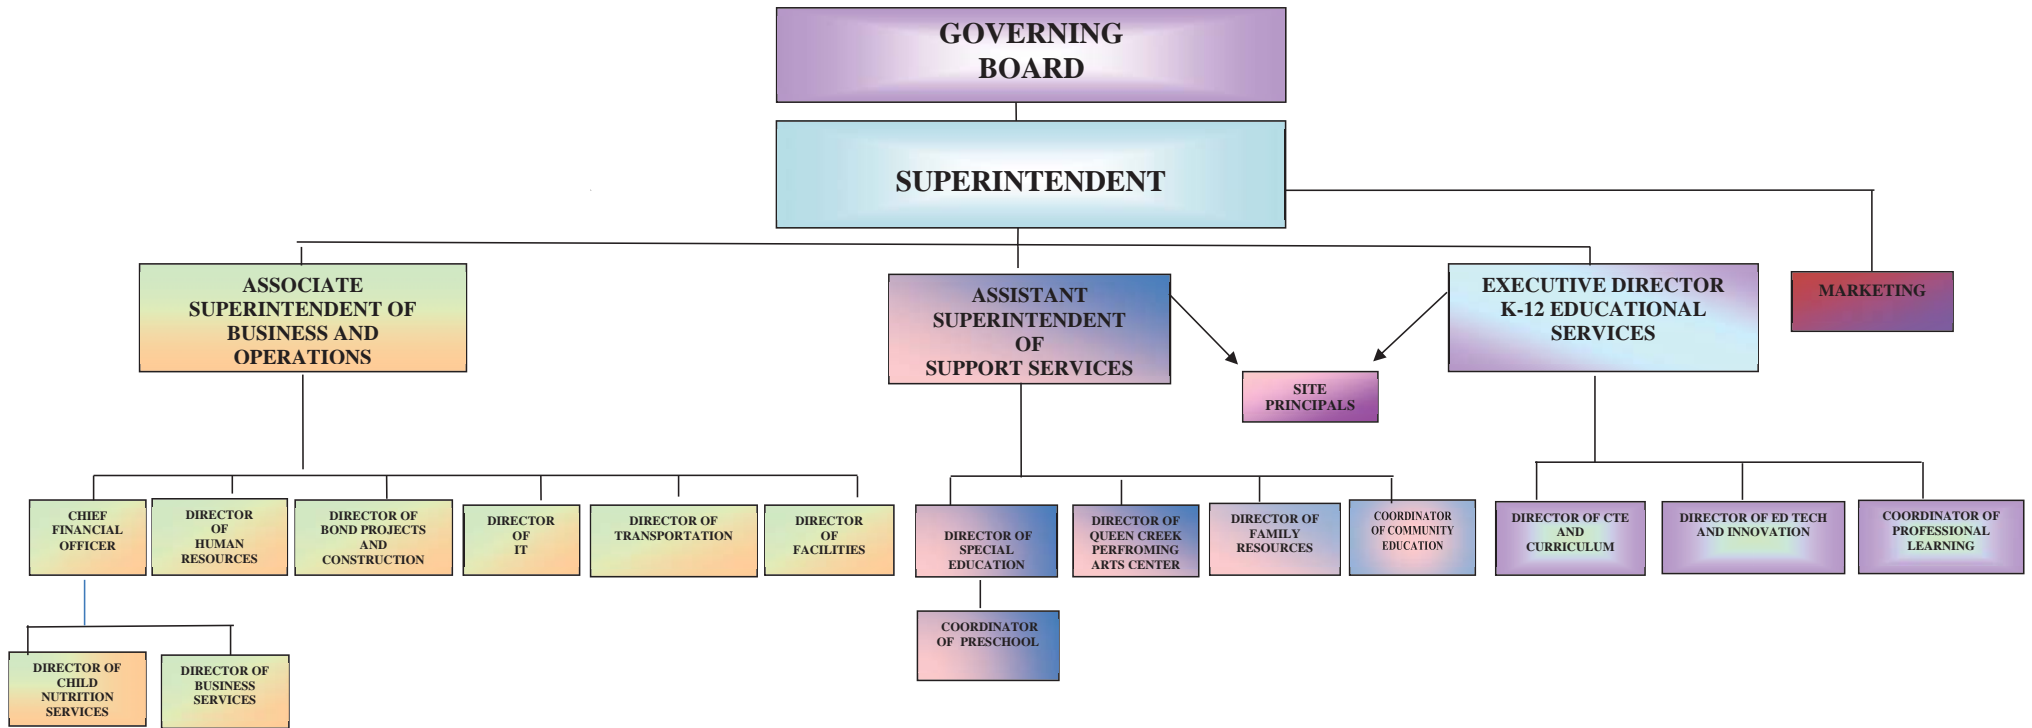 GOVERNING
BOARD
SUPERINTENDENT
ASSOCIATE
SUPERINTENDENT OF
BUSINESS AND
OPERATIONS
ASSISTANT
SUPERINTENDENT
OF
SUPPORT SERVICES
EXECUTIVE DIRECTOR
K-12 EDUCATIONAL
SERVICES
MARKETING
SITE
PRINCIPALS
CHIEF
FINANCIAL
OFFICER
DIRECTOR
OF
HUMAN
RESOURCES
DIRECTOR OF
BOND PROJECTS
AND
CONSTRUCTION
DIRECTOR
OF
IT
DIRECTOR OF
TRANSPORTATION
DIRECTOR
OF
FACILITIES
DIRECTOR OF
SPECIAL
EDUCATION
DIRECTOR OF
QUEEN CREEK
PERFROMING
ARTS CENTER
DIRECTOR OF
FAMILY
RESOURCES
COORDINATOR
OF COMMUNITY
EDUCATION
DIRECTOR OF CTE
AND
CURRICULUM
DIRECTOR OF ED TECH
AND INNOVATION
COORDINATOR OF
PROFESSIONAL
LEARNING
DIRECTOR OF
CHILD
NUTRITION
SERVICES
DIRECTOR OF
BUSINESS
SERVICES
COORDINATOR
OF PRESCHOOL